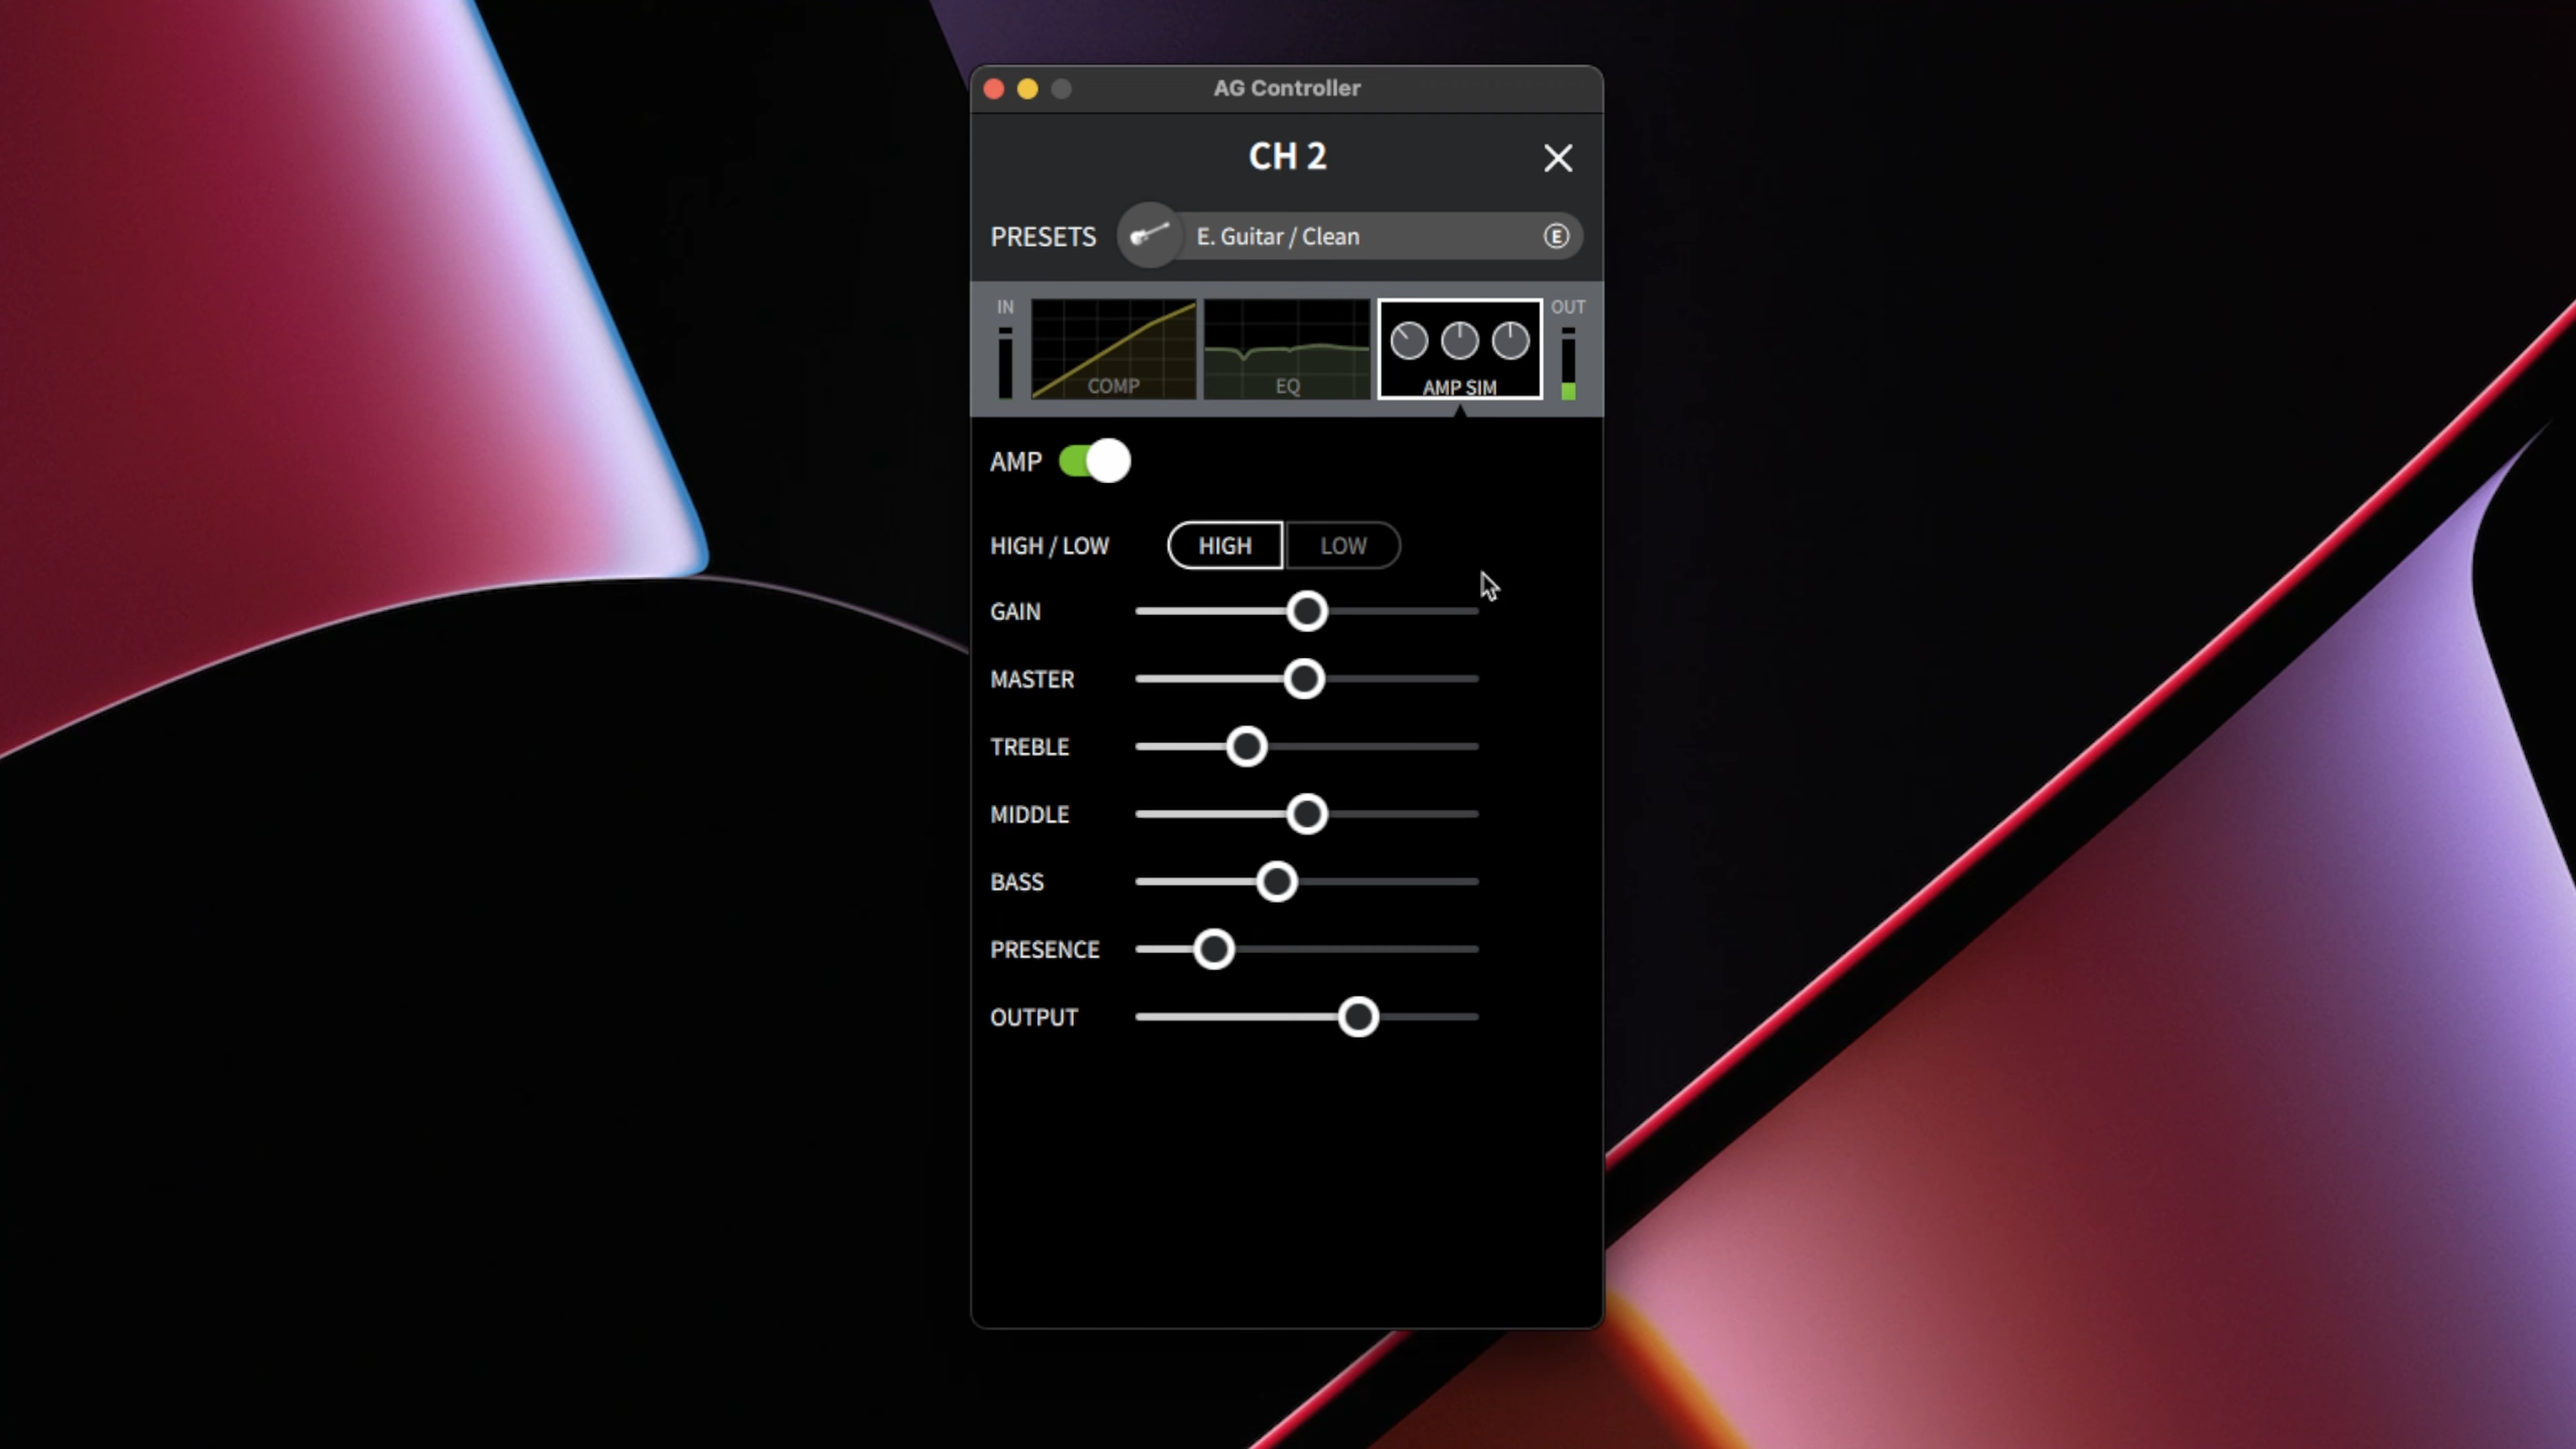 AG Controller
CH 2
PRESETS E. Guitar / Clean E
IN COMP EQ AMP SIM OUT
AMP
HIGH / LOW HIGH LOW
GAIN
MASTER
TREBLE
MIDDLE
BASS
PRESENCE
OUTPUT